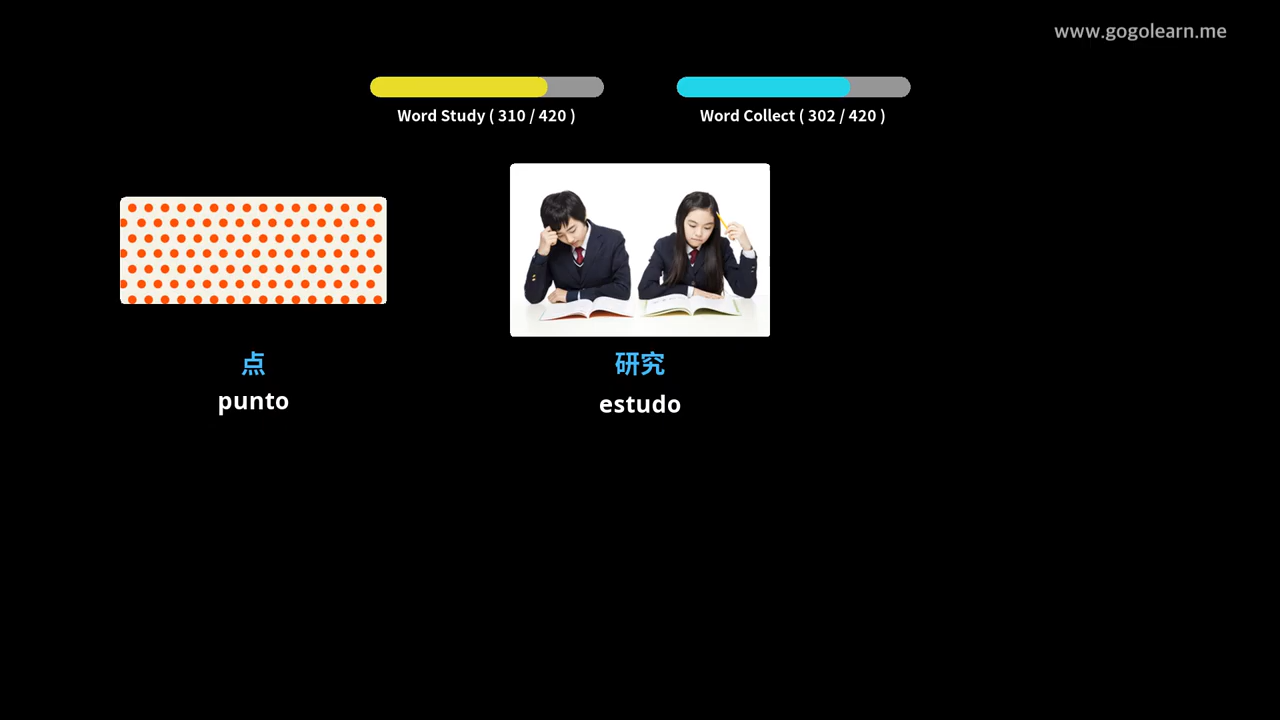 www.gogolearn.me
Word Study ( 310 / 420 )
Word Collect ( 302 / 420 )
点
punto
研究
estudo